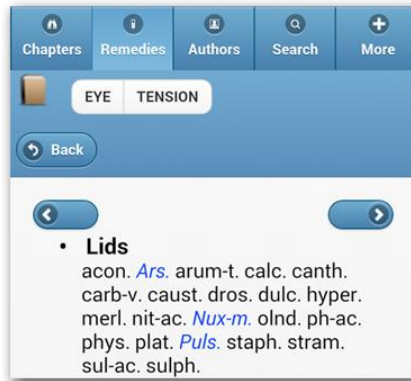 Chapters Remedies Authors Search More
EYE TENSION
Back
• Lids
acon. Ars. arum-t. calc. canth.
carb-v. caust. dros. dulc. hyper.
merl. nit-ac. Nux-m. olnd. ph-ac.
phys. plat. Puls. staph. stram.
sul-ac. sulph.